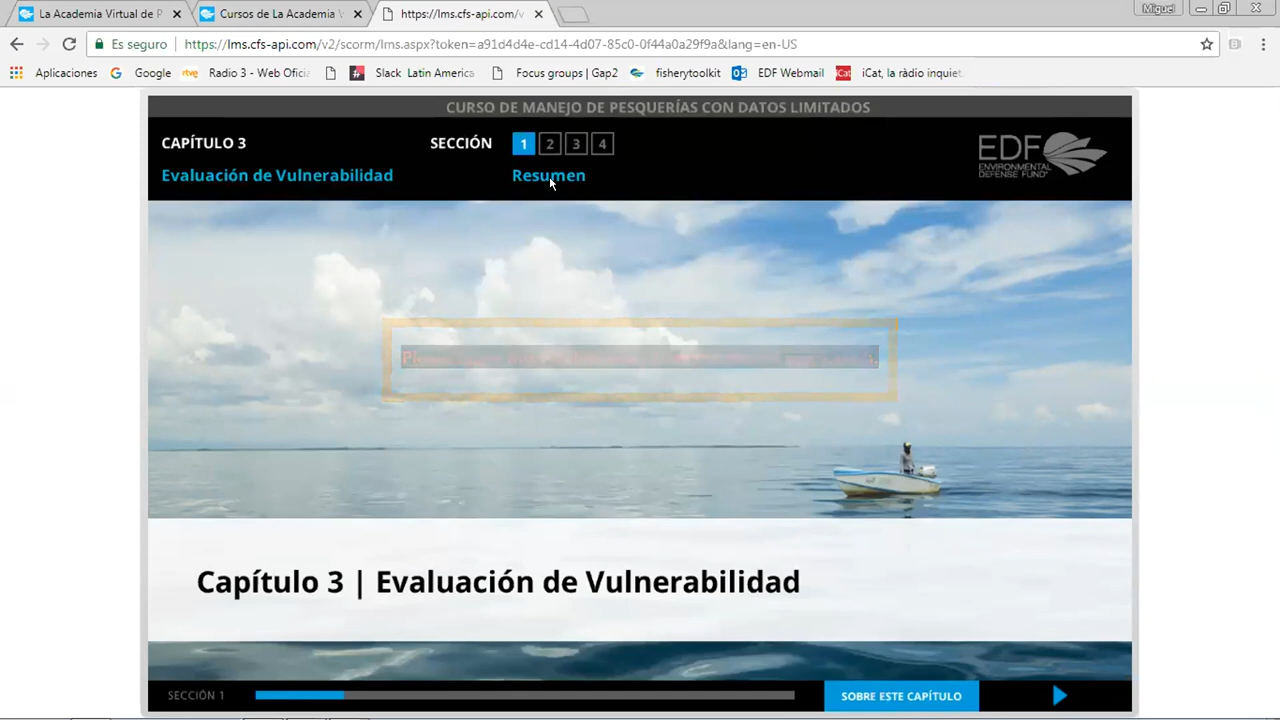 La Academia Virtual de P
Cursos de La Academia V
https://lms.cfs-api.com/v
Miguel
Es seguro
https://lms.cfs-api.com/v2/scorm/lms.aspx?token=a91d4d4e-cd14-4d07-85c0-0f44a0a29f9a&lang=en-US
Aplicaciones
Google
rtve
Radio 3 - Web Oficia
Slack
Latin America
Focus groups| Gap2
fisherytoolkit
EDF Webmail
iCat
iCat, la ràdio inquiet
CURSO DE MANEJO DE PESQUERÍAS CON DATOS LIMITADOS
CAPÍTULO 3
SECCIÓN
1 2 3 4
Evaluación de Vulnerabilidad
Resumen
EDF
ENVIRONMENTAL
DEFENSE FUND®
Capítulo 3 | Evaluación de Vulnerabilidad
SECCIÓN 1
SOBRE ESTE CAPÍTULO